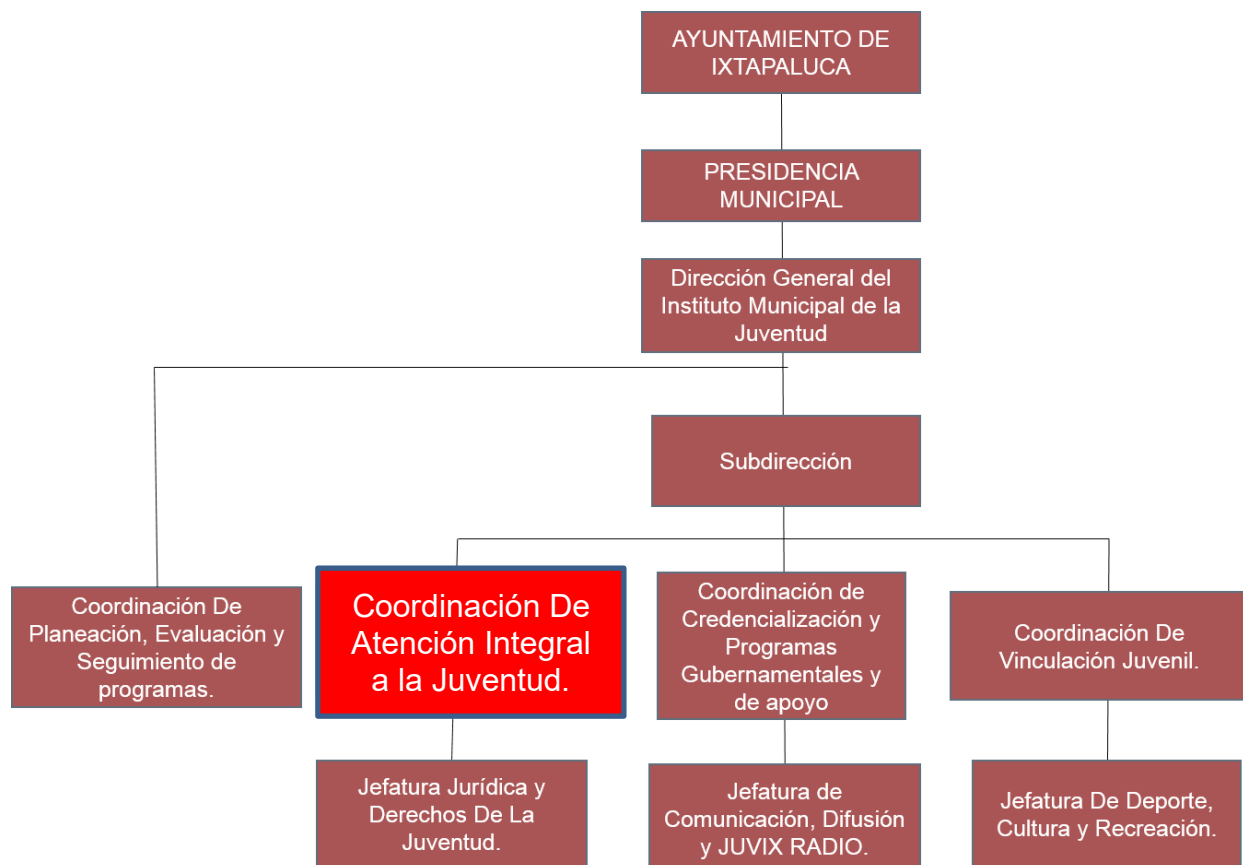 AYUNTAMIENTO DE
IXTAPALUCA
PRESIDENCIA
MUNICIPAL
Dirección General del
Instituto Municipal de la
Juventud
Subdirección
Coordinación De
Planeación, Evaluación y
Seguimiento de
programas.
Coordinación De
Atención Integral
a la Juventud.
Coordinación de
Credencialización y
Programas
Gubernamentales y
de apoyo
Coordinación De
Vinculación Juvenil.
Jefatura Jurídica y
Derechos De La
Juventud.
Jefatura de
Comunicación, Difusión
y JUVIX RADIO.
Jefatura De Deporte,
Cultura y Recreación.